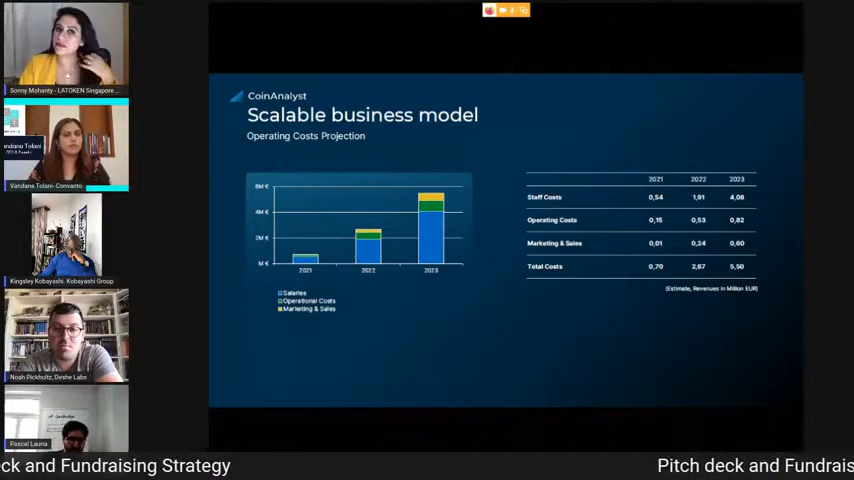 Sonny Mohanty - LATOKEN Singapore ...
Vandana Tolani- Convanto
Kingsley Kobayashi. Kobayashi Group
Noah Pickholtz, Deshe Labs
Pascal Lauria
CoinAnalyst
Scalable business model
Operating Costs Projection
6M €
4M €
2M €
M €
2021 2022 2023
Salaries
Operational Costs
Marketing & Sales
2021 2022 2023
Staff Costs 0,54 1,91 4,08
Operating Costs 0,15 0,53 0,82
Marketing & Sales 0,01 0,24 0,60
Total Costs 0,70 2,67 5,50
(Estimate, Revenues in Million EUR)
eck and Fundraising Strategy
Pitch deck and Fundrais